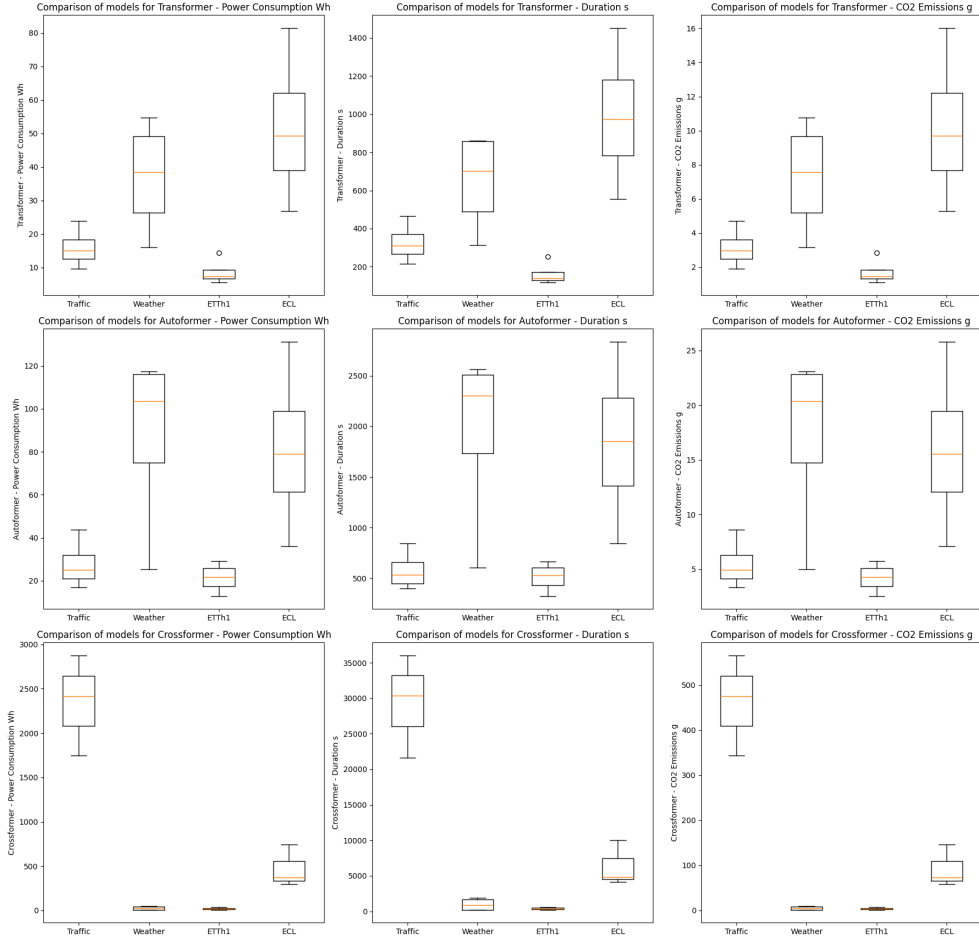 Comparison of models for Transformer - Power Consumption Wh
Comparison of models for Transformer - Duration s
Comparison of models for Transformer - CO2 Emissions g
Transformer - Power Consumption Wh
80
70
60
50
40
30
20
10
Traffic Weather ETTh1 ECL
Transformer - Duration s
1400
1200
1000
800
600
400
200
Traffic Weather ETTh1 ECL
Transformer - CO2 Emissions g
16
14
12
10
8
6
4
2
Traffic Weather ETTh1 ECL
Comparison of models for Autoformer - Power Consumption Wh
Comparison of models for Autoformer - Duration s
Comparison of models for Autoformer - CO2 Emissions g
Autoformer - Power Consumption Wh
120
100
80
60
40
20
Traffic Weather ETTh1 ECL
Autoformer - Duration s
2500
2000
1500
1000
500
Traffic Weather ETTh1 ECL
Autoformer - CO2 Emissions g
25
20
15
10
5
Traffic Weather ETTh1 ECL
Comparison of models for Crossformer - Power Consumption Wh
Comparison of models for Crossformer - Duration s
Comparison of models for Crossformer - CO2 Emissions g
Crossformer - Power Consumption Wh
3000
2500
2000
1500
1000
500
0
Traffic Weather ETTh1 ECL
Crossformer - Duration s
35000
30000
25000
20000
15000
10000
5000
0
Traffic Weather ETTh1 ECL
Crossformer - CO2 Emissions g
500
400
300
200
100
0
Traffic Weather ETTh1 ECL